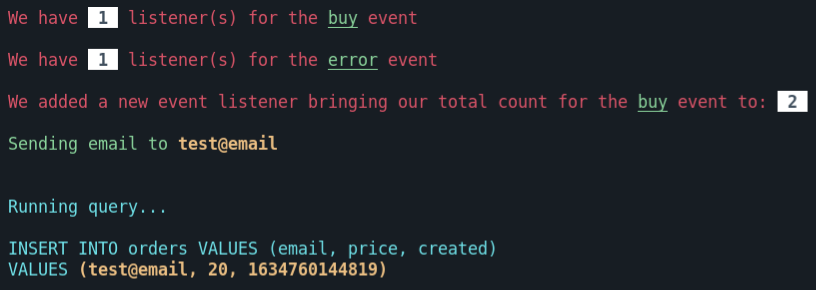 We have 1 listener(s) for the buy event
We have 1 listener(s) for the error event
We added a new event listener bringing our total count for the buy event to: 2
Sending email to test@email
Running query...
INSERT INTO orders VALUES (email, price, created)
VALUES (test@email, 20, 1634760144819)